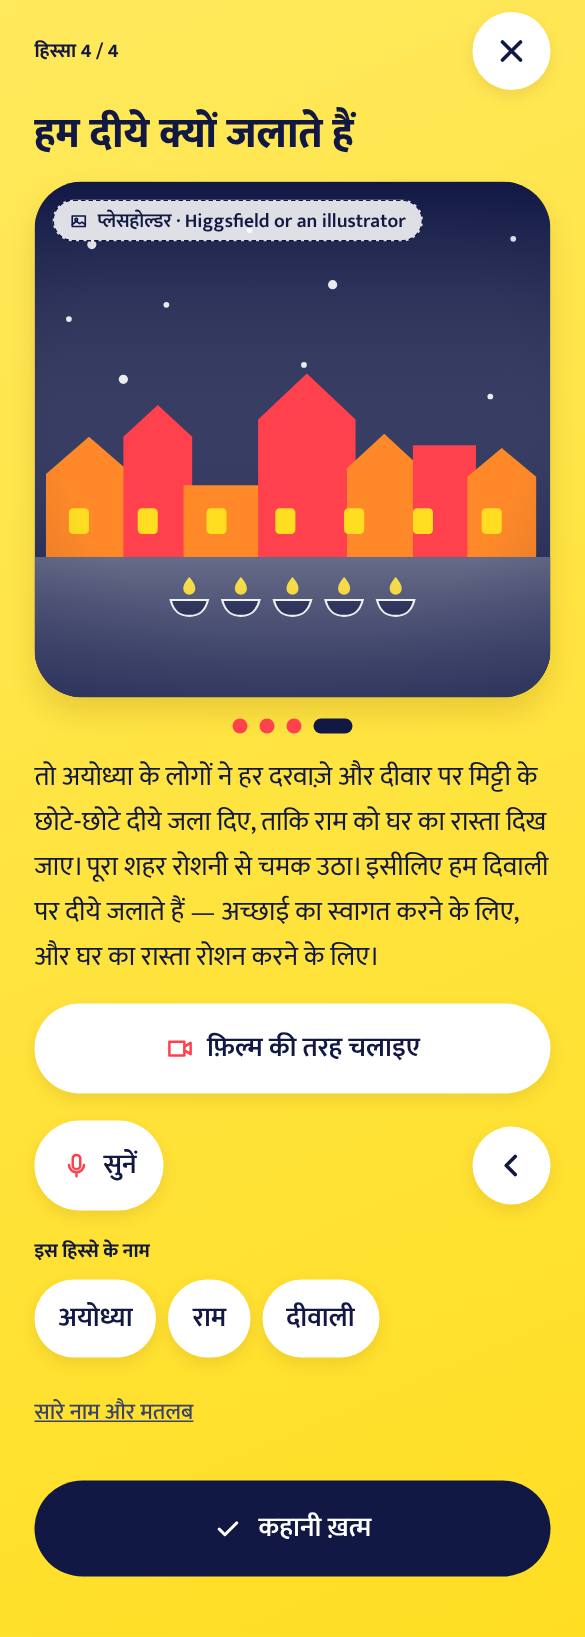 हिस्सा 4 / 4
हम दीये क्यों जलाते हैं
प्लेसहोल्डर · Higgsfield or an illustrator
तो अयोध्या के लोगों ने हर दरवाज़े और दीवार पर मिट्टी के
छोटे-छोटे दीये जला दिए, ताकि राम को घर का रास्ता दिख
जाए। पूरा शहर रोशनी से चमक उठा। इसीलिए हम दिवाली
पर दीये जलाते हैं — अच्छाई का स्वागत करने के लिए,
और घर का रास्ता रोशन करने के लिए।
फ़िल्म की तरह चलाइए
सुनें
इस हिस्से के नाम
अयोध्या राम दीवाली
सारे नाम और मतलब
कहानी ख़त्म